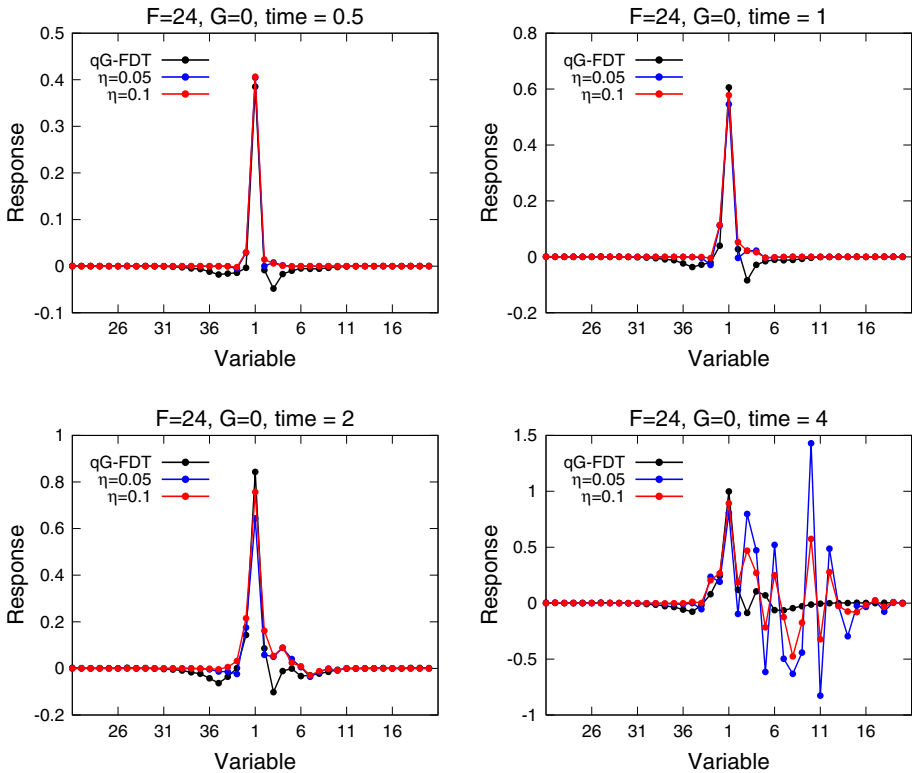 F=24, G=0, time = 0.5
Response
0.5
0.4
0.3
0.2
0.1
0
-0.1
qG-FDT
η=0.05
η=0.1
26 31 36 1 6 11 16
Variable
F=24, G=0, time = 1
Response
0.8
0.6
0.4
0.2
0
-0.2
qG-FDT
η=0.05
η=0.1
26 31 36 1 6 11 16
Variable
F=24, G=0, time = 2
Response
1
0.8
0.6
0.4
0.2
0
-0.2
qG-FDT
η=0.05
η=0.1
26 31 36 1 6 11 16
Variable
F=24, G=0, time = 4
Response
1.5
1
0.5
0
-0.5
-1
qG-FDT
η=0.05
η=0.1
26 31 36 1 6 11 16
Variable